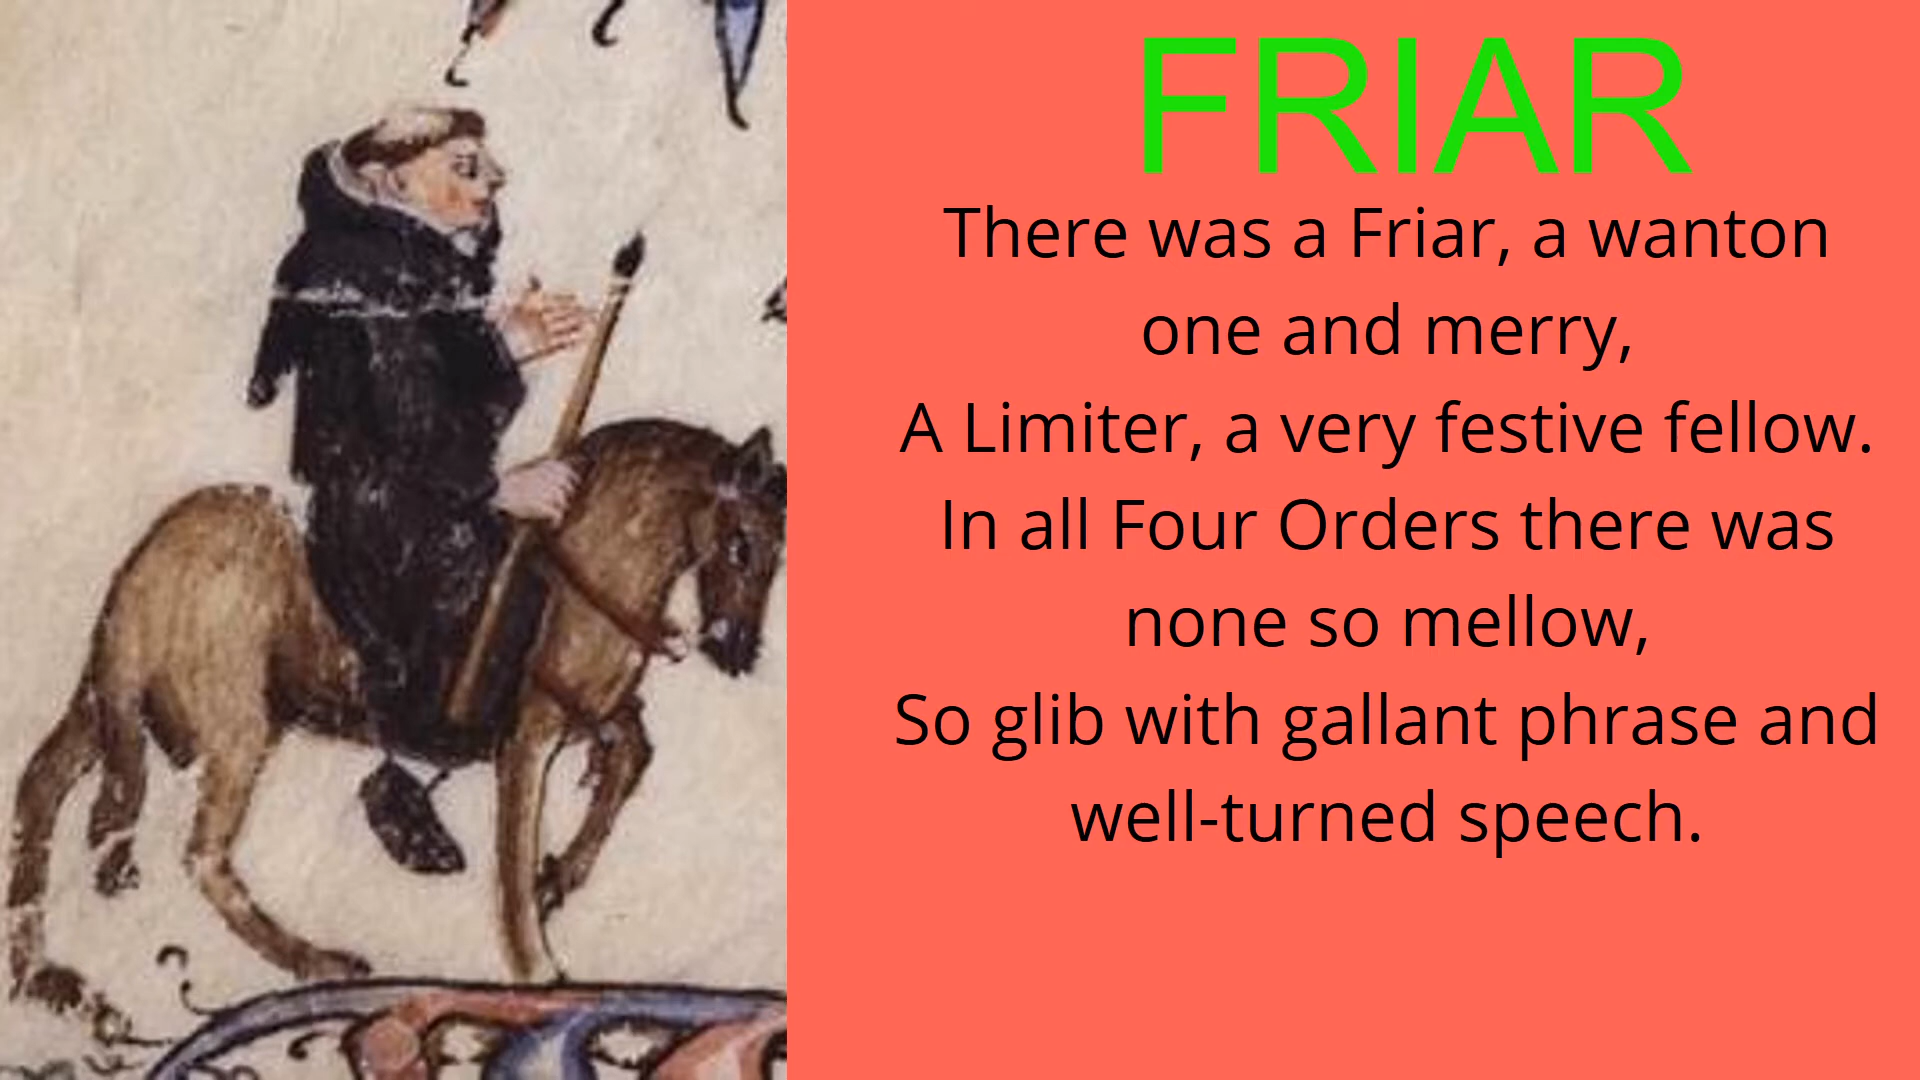 FRIAR
There was a Friar, a wanton
one and merry,
A Limiter, a very festive fellow.
In all Four Orders there was
none so mellow,
So glib with gallant phrase and
well-turned speech.